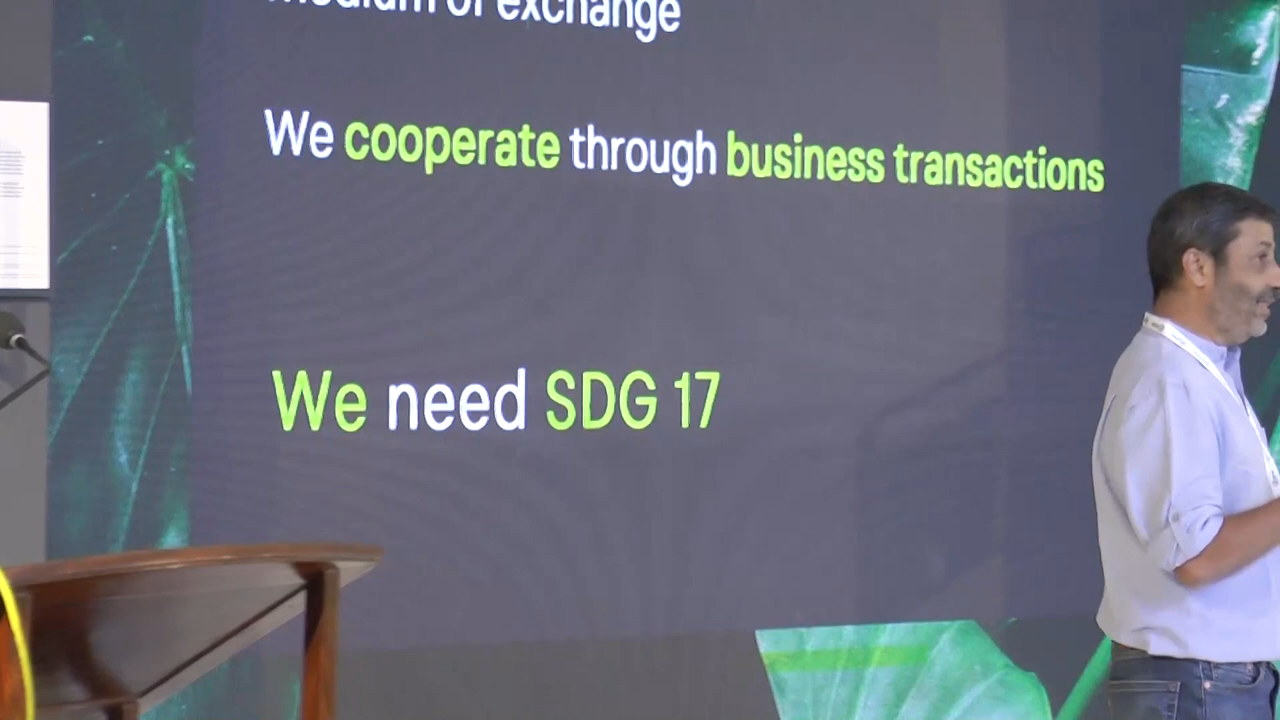 medium of exchange
We cooperate through business transactions
We need SDG 17